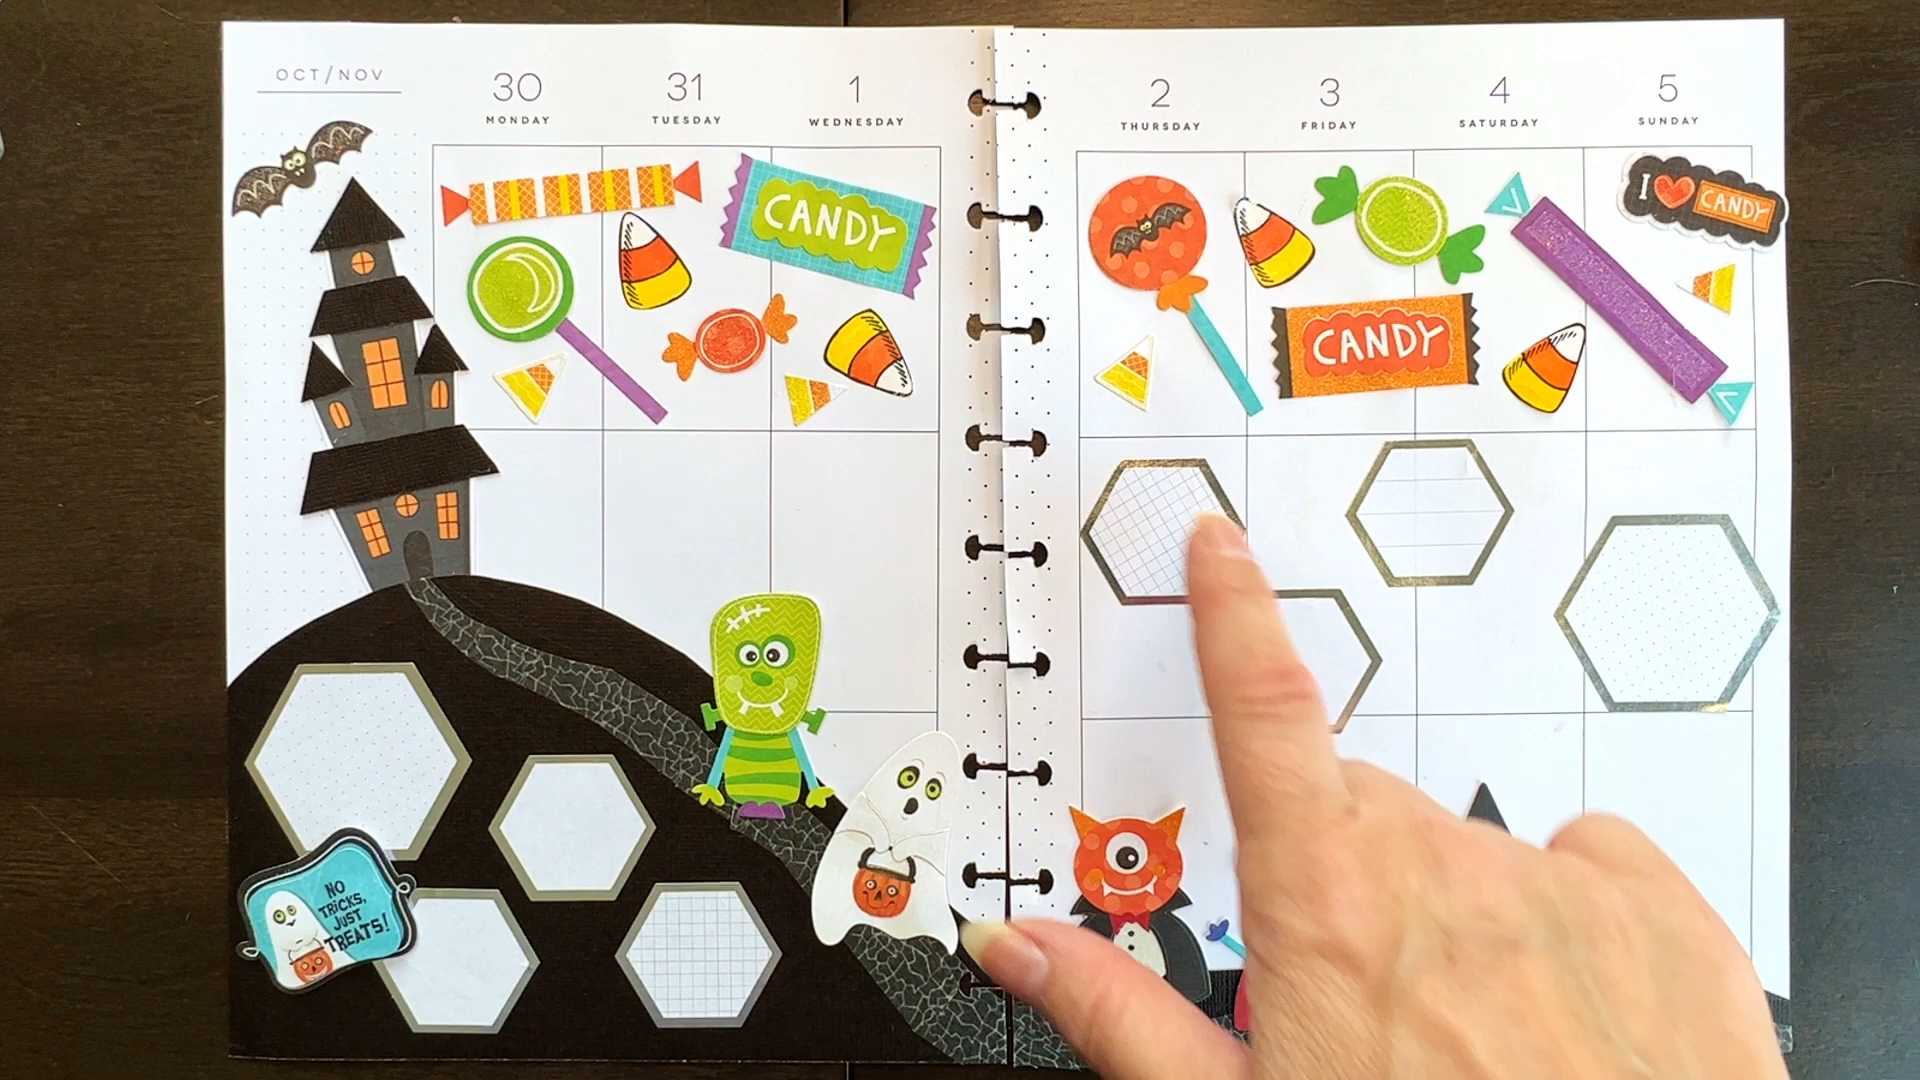 OCT/NOV
30
MONDAY
31
TUESDAY
1
WEDNESDAY
2
THURSDAY
3
FRIDAY
4
SATURDAY
5
SUNDAY
CANDY
I
CANDY
CANDY
NO
TRICKS,
JUST
TREATS!